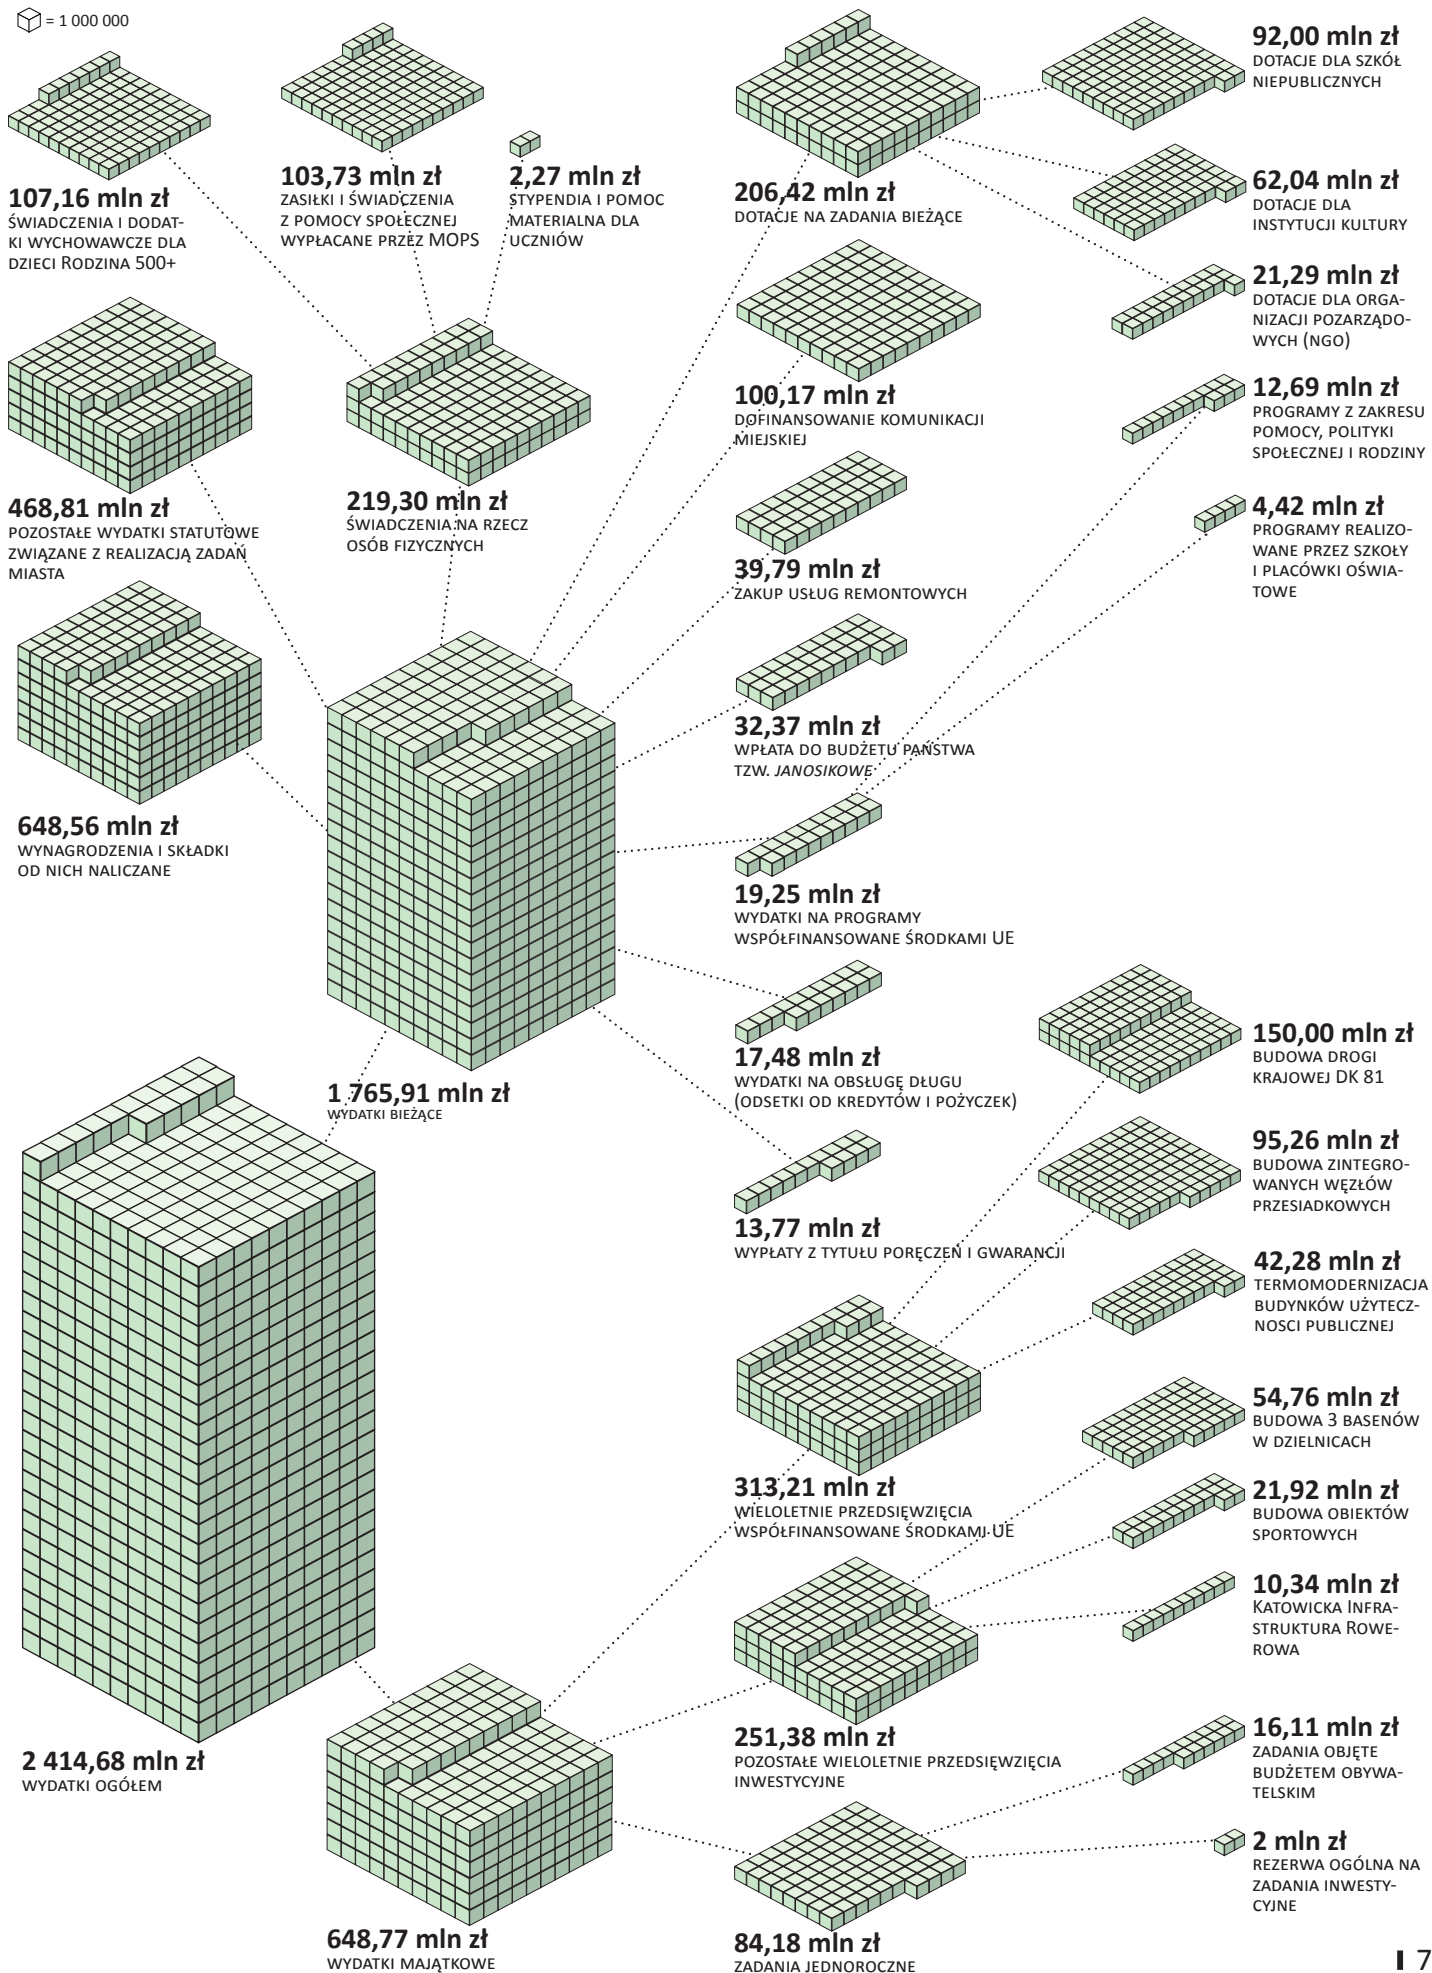 = 1 000 000
107,16 mln zł
ŚWIADCZENIA I DODAT-
KI WYCHOWAWCZE DLA
DZIECI RODZINA 500+
103,73 mln zł
ZASIŁKI I ŚWIADCZENIA
Z POMOCY SPOŁECZNEJ
WYPŁACANE PRZEZ MOPS
2,27 mln zł
STYPENDIA I POMOC
MATERIALNA DLA
UCZNIÓW
206,42 mln zł
DOTACJE NA ZADANIA BIEŻĄCE
92,00 mln zł
DOTACJE DLA SZKÓŁ
NIEPUBLICZNYCH
62,04 mln zł
DOTACJE DLA
INSTYTUCJI KULTURY
21,29 mln zł
DOTACJE DLA ORGA-
NIZACJI POZARZĄDO-
WYCH (NGO)
468,81 mln zł
POZOSTAŁE WYDATKI STATUTOWE
ZWIĄZANE Z REALIZACJĄ ZADAŃ
MIASTA
219,30 mln zł
ŚWIADCZENIA NA RZECZ
OSÓB FIZYCZNYCH
100,17 mln zł
DOFINANSOWANIE KOMUNIKACJI
MIEJSKIEJ
12,69 mln zł
PROGRAMY Z ZAKRESU
POMOCY, POLITYKI
SPOŁECZNEJ I RODZINY
39,79 mln zł
ZAKUP USŁUG REMONTOWYCH
4,42 mln zł
PROGRAMY REALIZO-
WANE PRZEZ SZKOŁY
I PLACÓWKI OŚWIA-
TOWE
648,56 mln zł
WYNAGRODZENIA I SKŁADKI
OD NICH NALICZANE
32,37 mln zł
WPŁATA DO BUDŻETU PAŃSTWA
TZW. JANOSIKOWE
19,25 mln zł
WYDATKI NA PROGRAMY
WSPÓŁFINANSOWANE ŚRODKAMI UE
17,48 mln zł
WYDATKI NA OBSŁUGĘ DŁUGU
(ODSETKI OD KREDYTÓW I POŻYCZEK)
1 765,91 mln zł
WYDATKI BIEŻĄCE
13,77 mln zł
WYPŁATY Z TYTUŁU PORĘCZEŃ I GWARANCJI
150,00 mln zł
BUDOWA DROGI
KRAJOWEJ DK 81
95,26 mln zł
BUDOWA ZINTEGRO-
WANYCH WĘZŁÓW
PRZESIADKOWYCH
42,28 mln zł
TERMOMODERNIZACJA
BUDYNKÓW UŻYTECZ-
NOSCI PUBLICZNEJ
313,21 mln zł
WIELOLETNIE PRZEDSIĘWZIĘCIA
WSPÓŁFINANSOWANE ŚRODKAMI UE
54,76 mln zł
BUDOWA 3 BASENÓW
W DZIELNICACH
21,92 mln zł
BUDOWA OBIEKTÓW
SPORTOWYCH
10,34 mln zł
KATOWICKA INFRA-
STRUKTURA ROWE-
ROWA
2 414,68 mln zł
WYDATKI OGÓŁEM
251,38 mln zł
POZOSTAŁE WIELOLETNIE PRZEDSIĘWZIĘCIA
INWESTYCYJNE
16,11 mln zł
ZADANIA OBJĘTE
BUDŻETEM OBYWA-
TELSKIM
2 mln zł
REZERWA OGÓLNA NA
ZADANIA INWESTY-
CYJNE
648,77 mln zł
WYDATKI MAJĄTKOWE
84,18 mln zł
ZADANIA JEDNOROCZNE
7